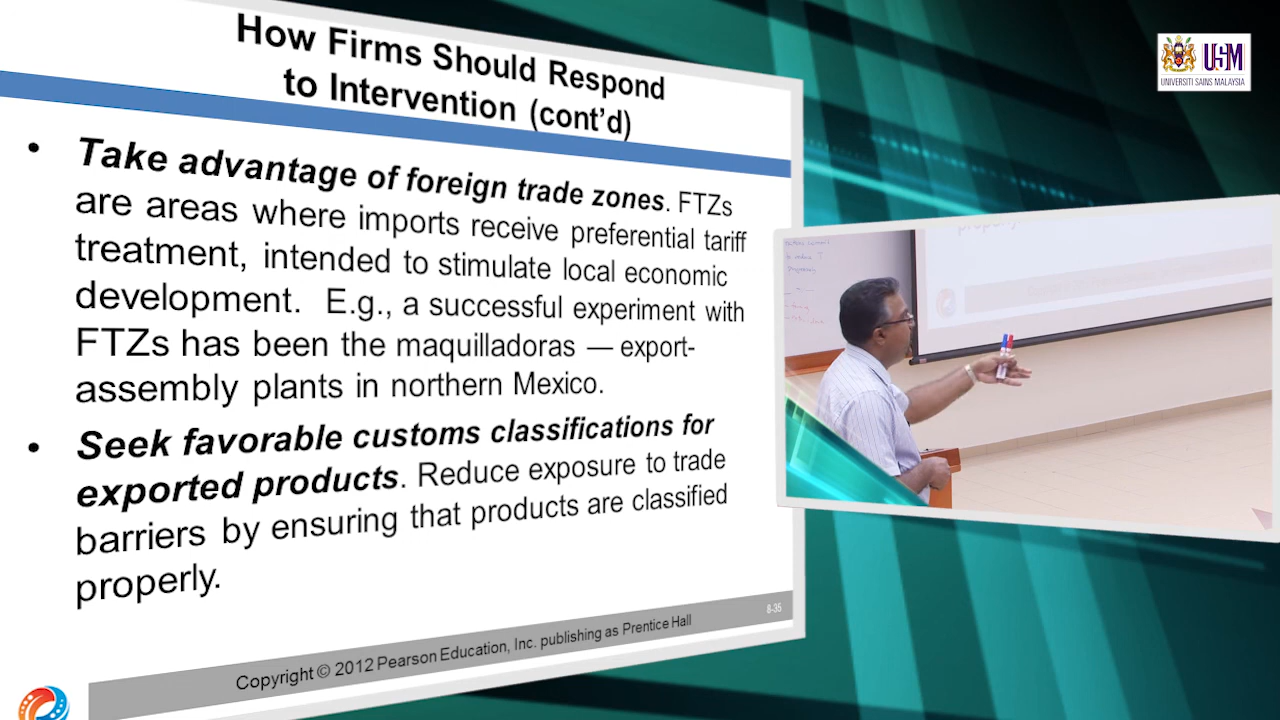 How Firms Should Respond
to Intervention (cont'd)
• Take advantage of foreign trade zones. FTZs
are areas where imports receive preferential tariff
treatment, intended to stimulate local economic
development. E.g., a successful experiment with
FTZs has been the maquilladoras — export-
assembly plants in northern Mexico.
• Seek favorable customs classifications for
exported products. Reduce exposure to trade
barriers by ensuring that products are classified
properly.
8-35
Copyright © 2012 Pearson Education, Inc. publishing as Prentice Hall
USM
UNIVERSITI SAINS MALAYSIA
properly.